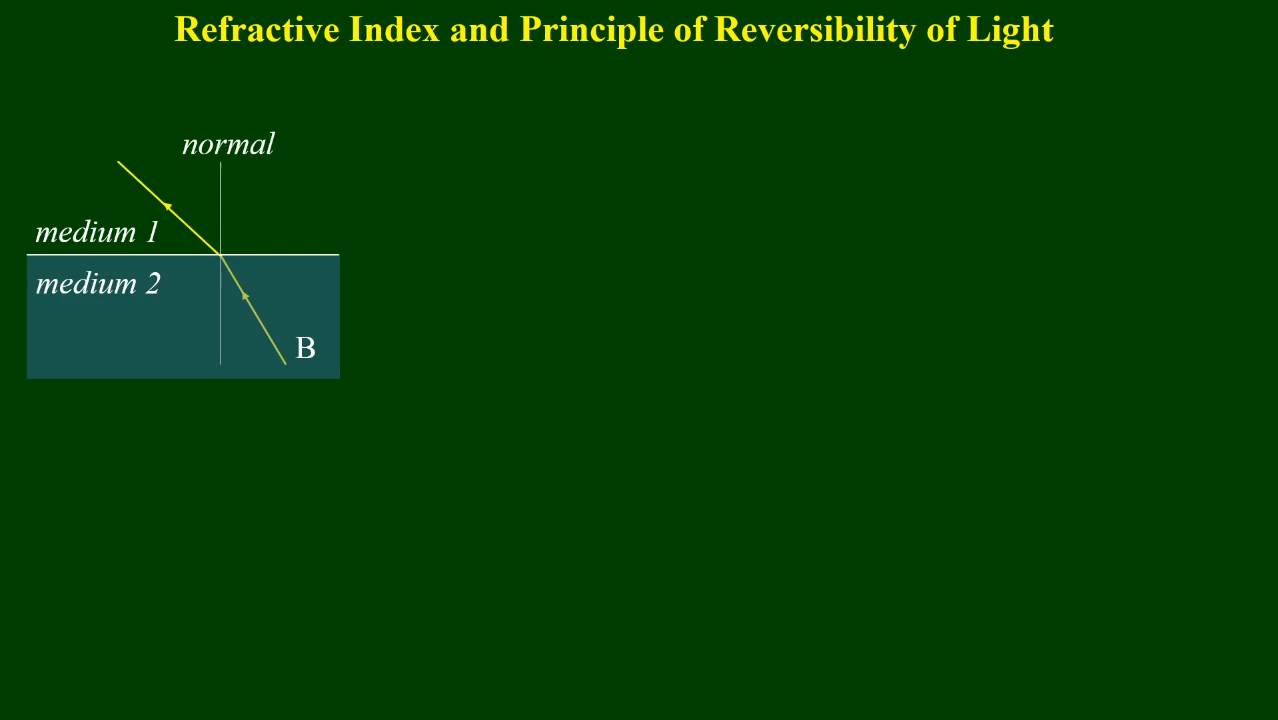 Refractive Index and Principle of Reversibility of Light
normal
medium 1
medium 2
B